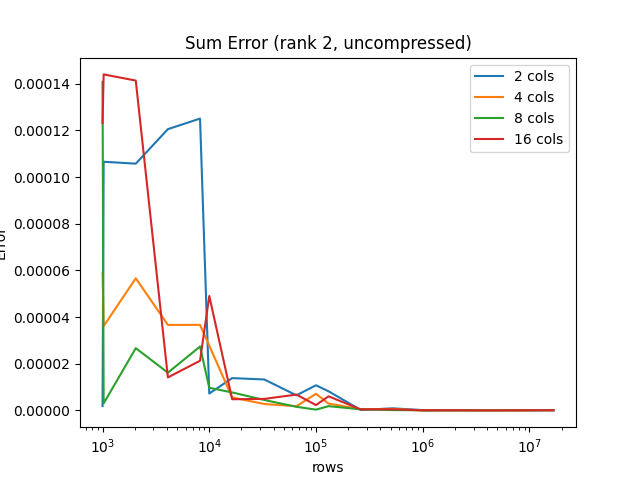 Sum Error (rank 2, uncompressed)
2 cols
4 cols
8 cols
16 cols
0.00014
0.00012
0.00010
0.00008
0.00006
0.00004
0.00002
0.00000
Error
10³ 10⁴ 10⁵ 10⁶ 10⁷
rows